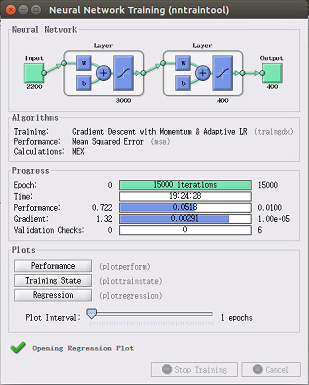 Neural Network Training (nntraintool)
Neural Network
Layer Layer
Input Output
W W
b b
2200 3000 400 400
Algorithms
Training: Gradient Descent with Momentum & Adaptive LR (traingdx)
Performance: Mean Squared Error (mse)
Calculations: MEX
Progress
Epoch: 0 15000 iterations 15000
Time: 19:24:28
Performance: 0.722 0.0518 0.0100
Gradient: 1.32 0.00291 1.00e-05
Validation Checks: 0 0 6
Plots
Performance (plotperform)
Training State (plottrainstate)
Regression (plotregression)
Plot Interval: 1 epochs
Opening Regression Plot
Stop Training Cancel